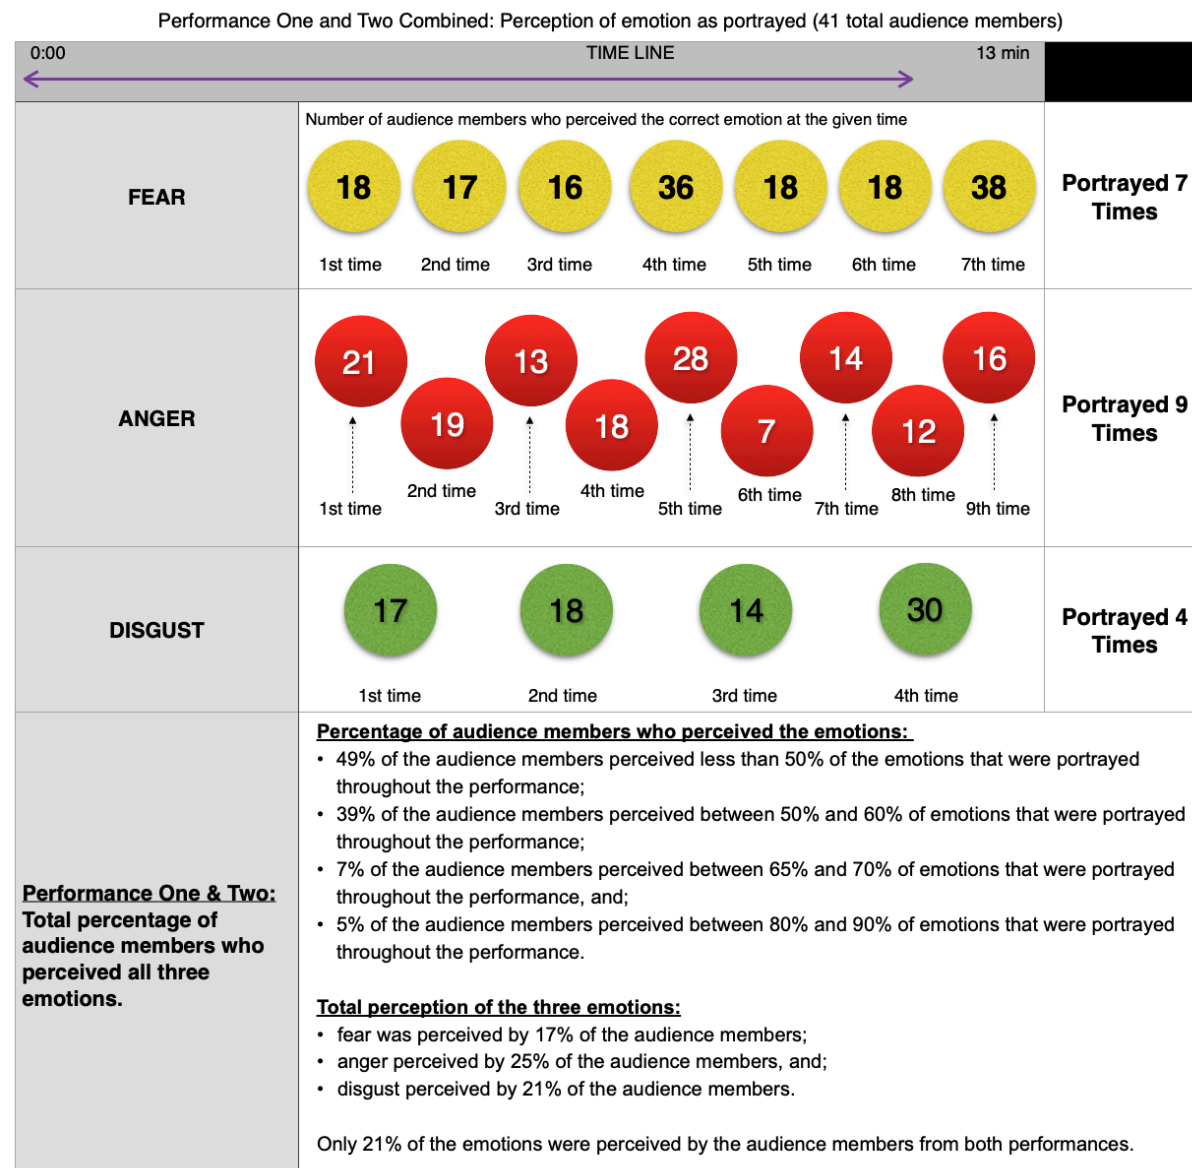 Performance One and Two Combined: Perception of emotion as portrayed (41 total audience members)
0:00 TIME LINE 13 min
Number of audience members who perceived the correct emotion at the given time
FEAR
18 17 16 36 18 18 38
1st time 2nd time 3rd time 4th time 5th time 6th time 7th time
Portrayed 7
Times
ANGER
21 13 28 14 16
19 18 7 12
2nd time 4th time 6th time 8th time
1st time 3rd time 5th time 7th time 9th time
Portrayed 9
Times
DISGUST
17 18 14 30
1st time 2nd time 3rd time 4th time
Portrayed 4
Times
Performance One & Two:
Total percentage of
audience members who
perceived all three
emotions.
Percentage of audience members who perceived the emotions:
• 49% of the audience members perceived less than 50% of the emotions that were portrayed
throughout the performance;
• 39% of the audience members perceived between 50% and 60% of emotions that were portrayed
throughout the performance;
• 7% of the audience members perceived between 65% and 70% of emotions that were portrayed
throughout the performance, and;
• 5% of the audience members perceived between 80% and 90% of emotions that were portrayed
throughout the performance.
Total perception of the three emotions:
• fear was perceived by 17% of the audience members;
• anger perceived by 25% of the audience members, and;
• disgust perceived by 21% of the audience members.
Only 21% of the emotions were perceived by the audience members from both performances.